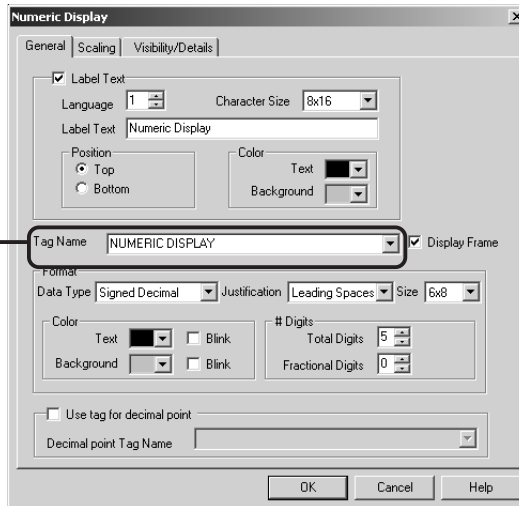 Numeric Display
General Scaling Visibility/Details
Label Text
Language 1 Character Size 8x16
Label Text Numeric Display
Position Color
Top Text
Bottom Background
Tag Name NUMERIC DISPLAY Display Frame
Format
Data Type Signed Decimal Justification Leading Spaces Size 6x8
Color # Digits
Text Blink Total Digits 5
Background Blink Fractional Digits 0
Use tag for decimal point
Decimal point Tag Name
OK Cancel Help